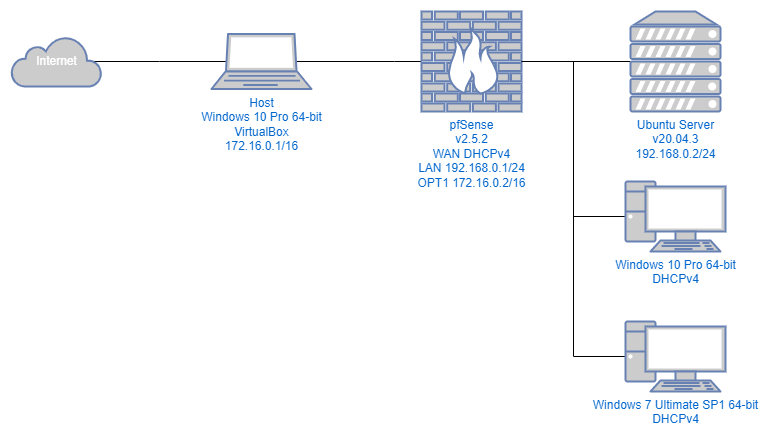 Internet
Host
Windows 10 Pro 64-bit
VirtualBox
172.16.0.1/16
pfSense
v2.5.2
WAN DHCPv4
LAN 192.168.0.1/24
OPT1 172.16.0.2/16
Ubuntu Server
v20.04.3
192.168.0.2/24
Windows 10 Pro 64-bit
DHCPv4
Windows 7 Ultimate SP1 64-bit
DHCPv4